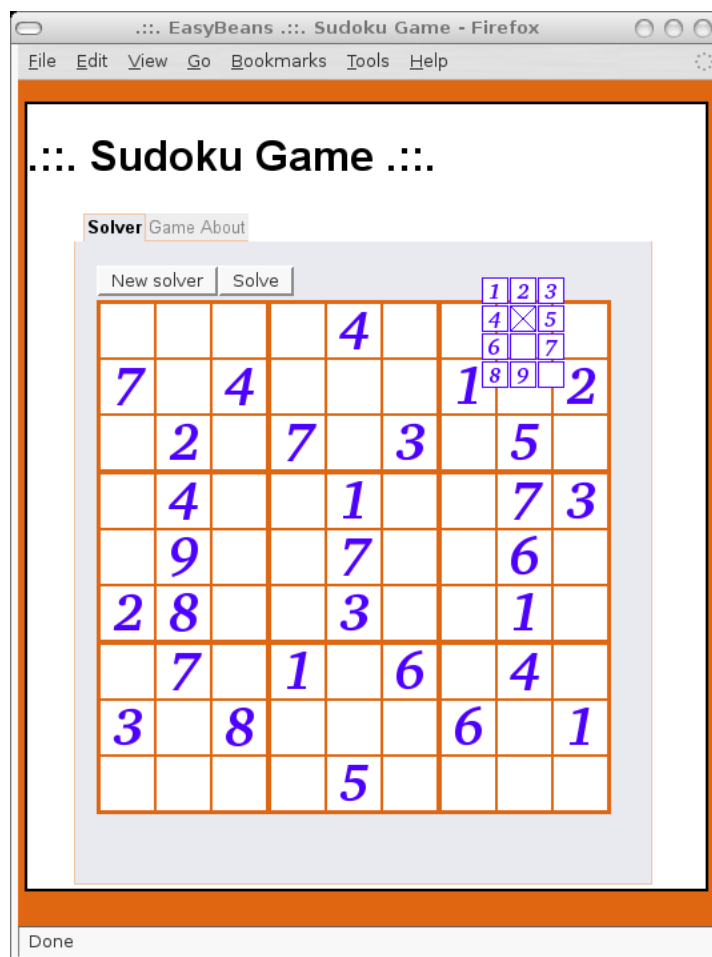 .::. EasyBeans .::. Sudoku Game - Firefox
File Edit View Go Bookmarks Tools Help
.::. Sudoku Game .::.
Solver Game About
New solver Solve
1 2 3
4 5
6 7
8 9
4
7 4 1 2
2 7 3 5
4 1 7 3
9 7 6
2 8 3 1
7 1 6 4
3 8 6 1
5
Done